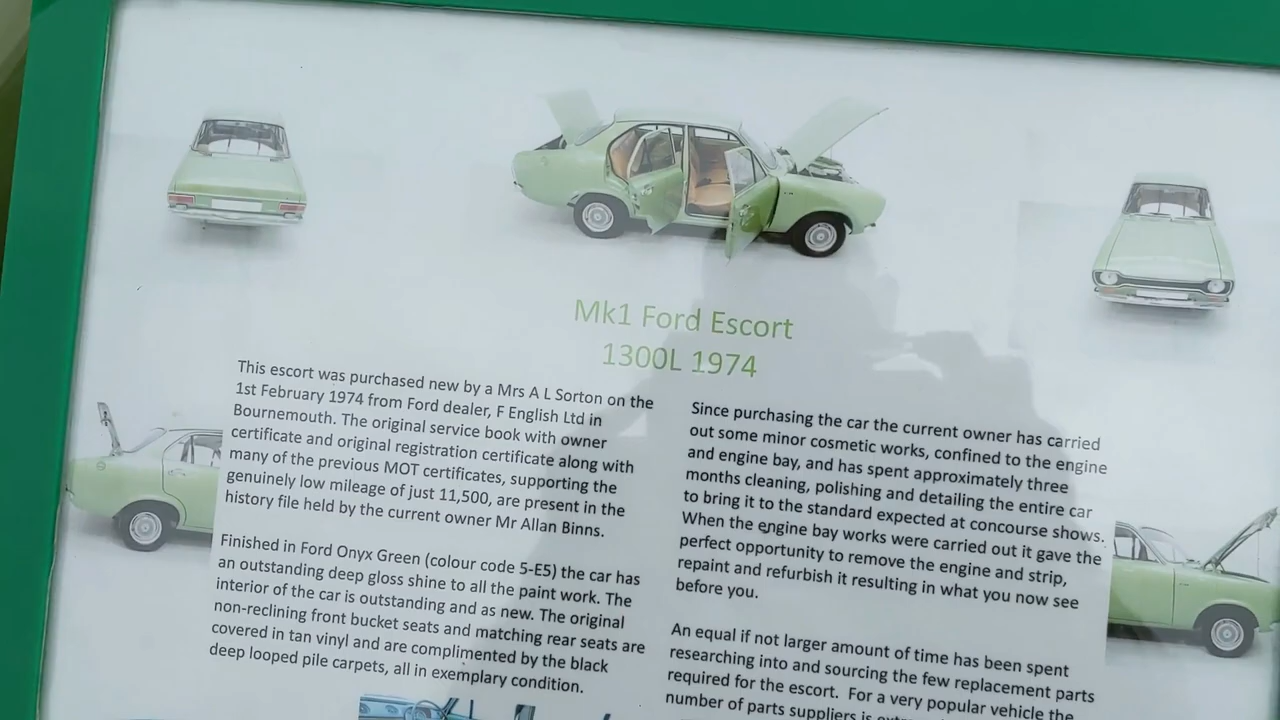 Mk1 Ford Escort
1300L 1974
This escort was purchased new by a Mrs A L Sorton on the
1st February 1974 from Ford dealer, F English Ltd in
Bournemouth. The original service book with owner
certificate and original registration certificate along with
many of the previous MOT certificates, supporting the
genuinely low mileage of just 11,500, are present in the
history file held by the current owner Mr Allan Binns.
Finished in Ford Onyx Green (colour code 5-E5) the car has
an outstanding deep gloss shine to all the paint work. The
interior of the car is outstanding and as new. The original
non-reclining front bucket seats and matching rear seats are
covered in tan vinyl and are complimented by the black
deep looped pile carpets, all in exemplary condition.
Since purchasing the car the current owner has carried
out some minor cosmetic works, confined to the engine
and engine bay, and has spent approximately three
months cleaning, polishing and detailing the entire car
to bring it to the standard expected at concourse shows.
When the engine bay works were carried out it gave the
perfect opportunity to remove the engine and strip,
repaint and refurbish it resulting in what you now see
before you.
An equal if not larger amount of time has been spent
researching into and sourcing the few replacement parts
required for the escort. For a very popular vehicle the
number of parts suppliers is